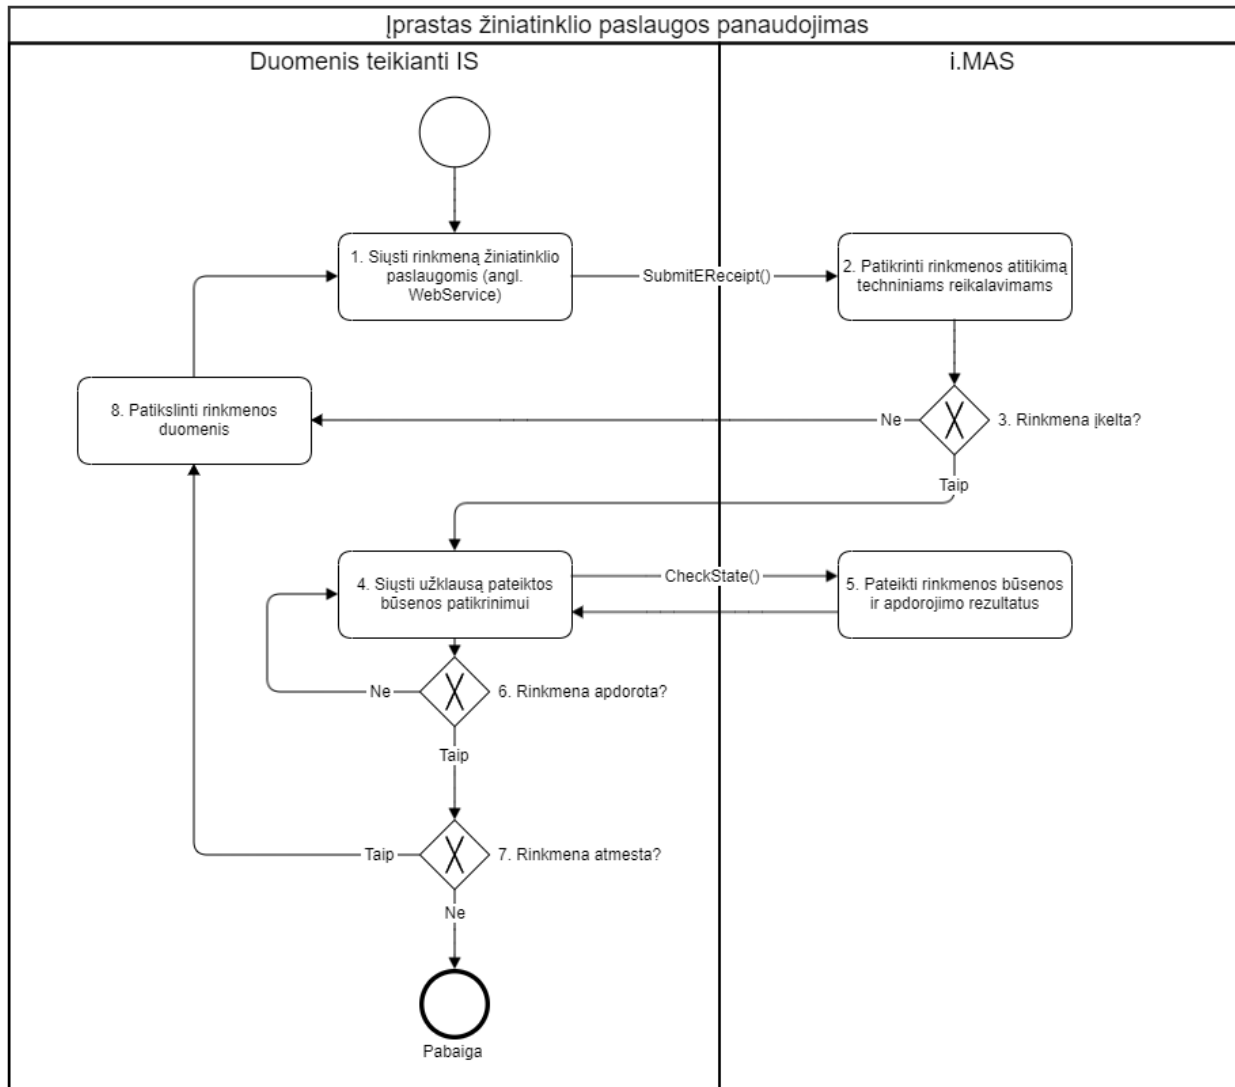 Įprastas žiniatinklio paslaugos panaudojimas
Duomenis teikianti IS
i.MAS
1. Siųsti rinkmeną žiniatinklio
paslaugomis (angl.
WebService)
SubmitEReceipt()
2. Patikrinti rinkmenos atitikimą
techniniams reikalavimams
8. Patikslinti rinkmenos
duomenis
Ne
3. Rinkmena įkelta?
Taip
4. Siųsti užklausą pateiktos
būsenos patikrinimui
CheckState()
5. Pateikti rinkmenos būsenos
ir apdorojimo rezultatus
Ne
6. Rinkmena apdorota?
Taip
Taip
7. Rinkmena atmesta?
Ne
Pabaiga